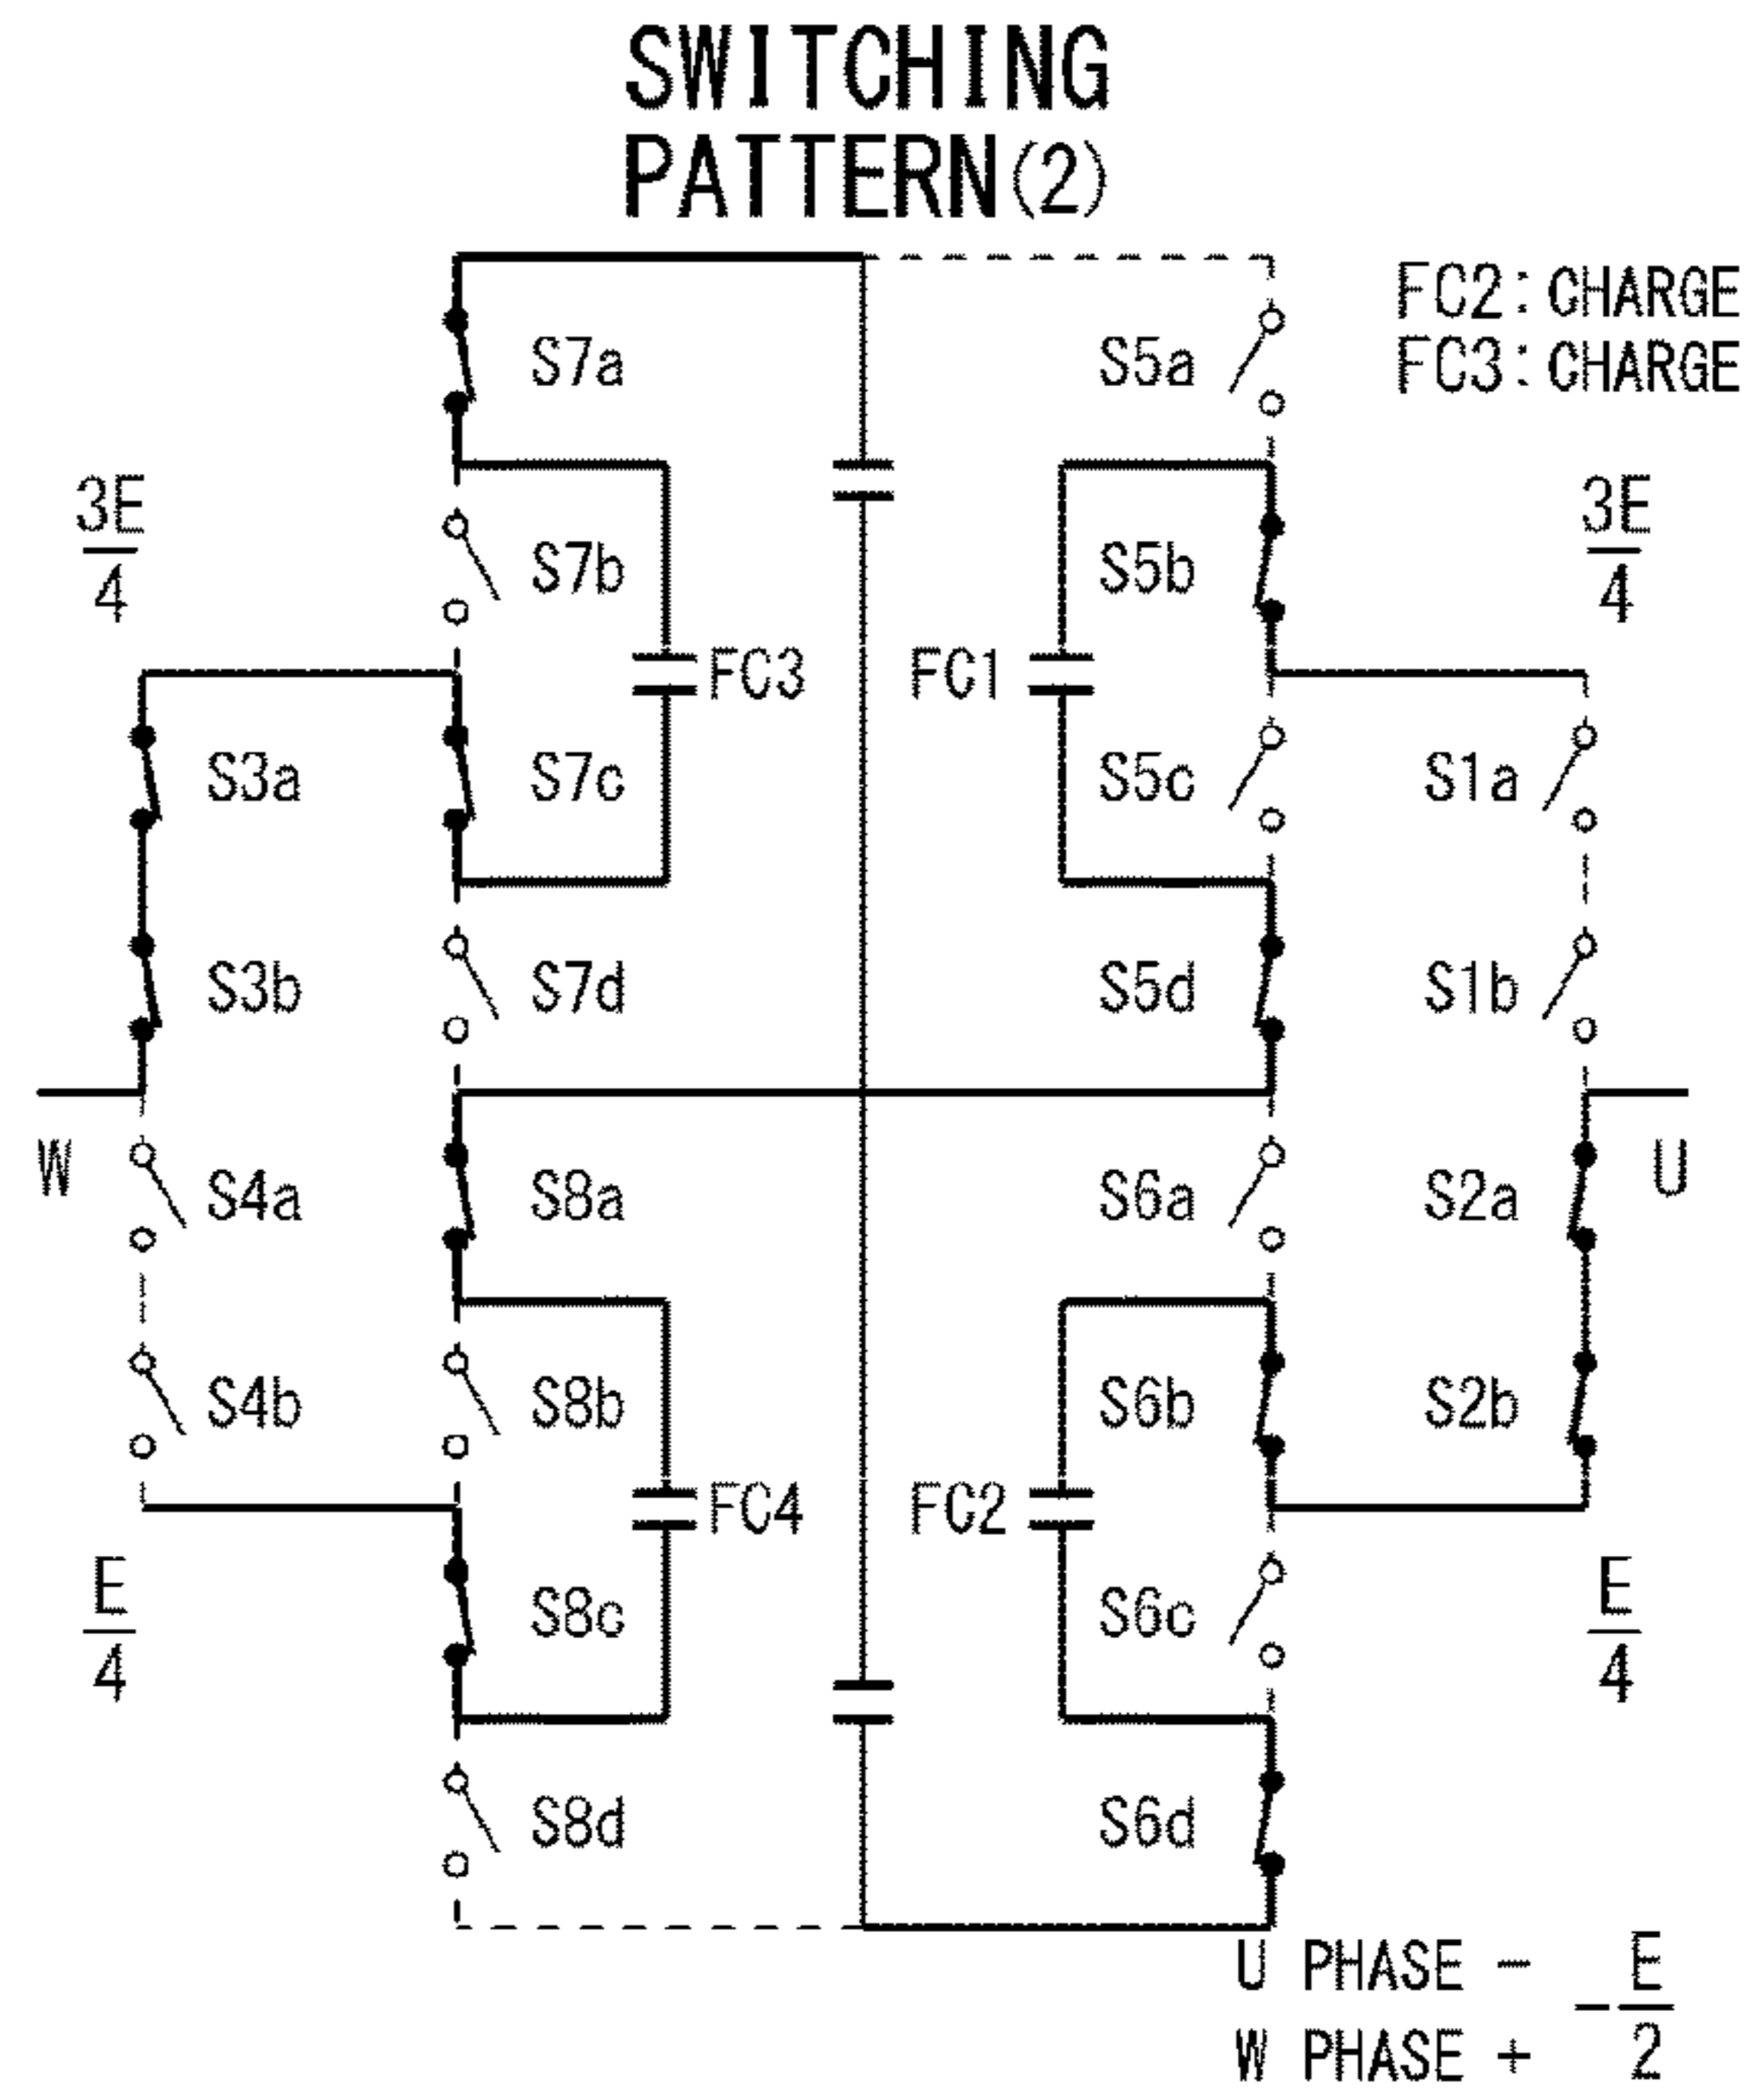 SWITCHING
PATTERN(2)
FC2:CHARGE
FC3:CHARGE
S7a
S5a
3E
4
3E
4
S7b
S5b
FC3
FC1
S3a
S7c
S5c
S1a
S3b
S7d
S5d
S1b
W
S4a
S8a
S6a
S2a
U
S4b
S8b
S6b
S2b
FC4
FC2
E
4
E
4
S8c
S6c
S8d
S6d
U PHASE -
W PHASE +
-E
2